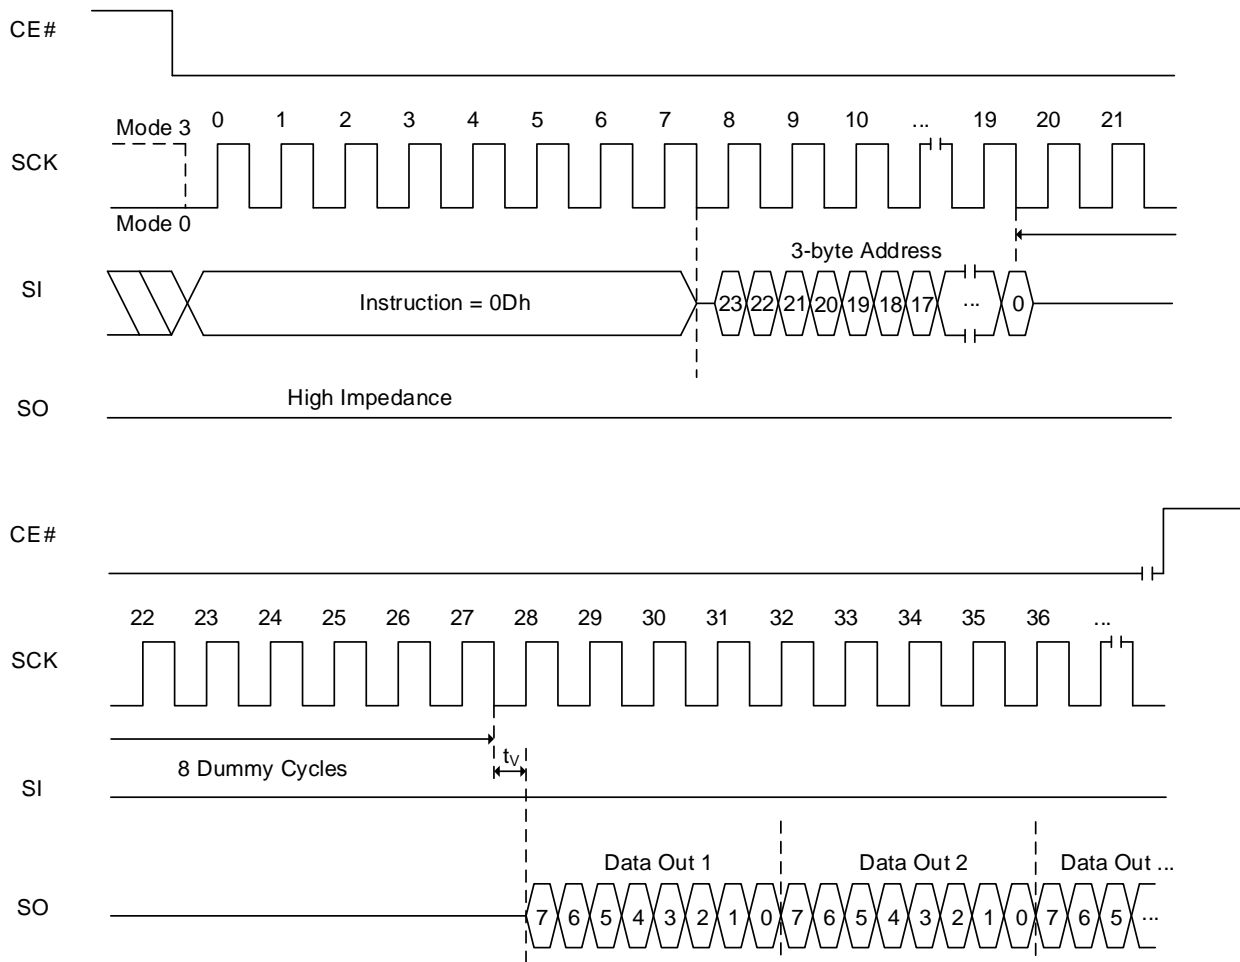 CE#
Mode 3 0 1 2 3 4 5 6 7 8 9 10 ... 19 20 21
SCK
Mode 0
3-byte Address
SI Instruction = 0Dh 23 22 21 20 19 18 17 ... 0
High Impedance
SO
CE#
22 23 24 25 26 27 28 29 30 31 32 33 34 35 36 ...
SCK
8 Dummy Cycles tV
SI
Data Out 1 Data Out 2 Data Out ...
SO 7 6 5 4 3 2 1 0 7 6 5 4 3 2 1 0 7 6 5 ...